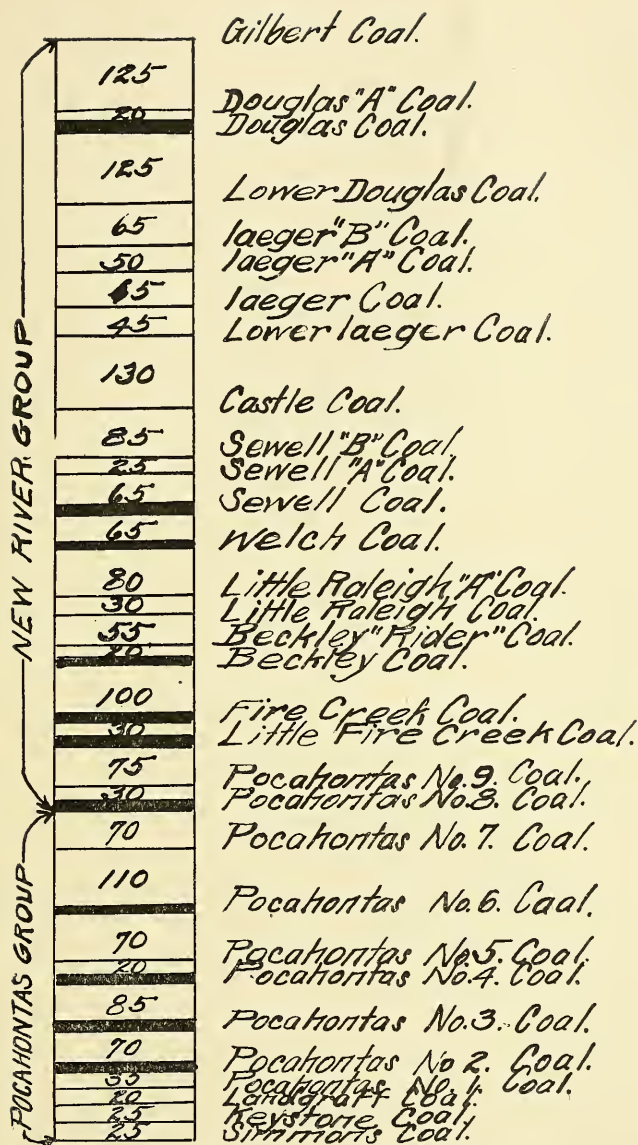 Gilbert Coal.
125
Douglas "A" Coal.
20
Douglas Coal.
125
Lower Douglas Coal.
65
Iaeger "B" Coal.
50
Iaeger "A" Coal.
65
Iaeger Coal.
45
Lower Iaeger Coal.
130
Castle Coal.
85
Sewell "B" Coal.
25
Sewell "A" Coal.
65
Sewell Coal.
65
Welch Coal.
80
Little Raleigh "A" Coal.
30
Little Raleigh Coal.
55
Beckley "Rider" Coal.
20
Beckley Coal.
100
Fire Creek Coal.
30
Little Fire Creek Coal.
75
Pocahontas No. 9. Coal.
30
Pocahontas No. 8. Coal.
70
Pocahontas No. 7. Coal.
110
Pocahontas No. 6. Coal.
70
Pocahontas No. 5. Coal.
20
Pocahontas No. 4. Coal.
85
Pocahontas No. 3. Coal.
70
Pocahontas No 2. Coal.
Pocahontas No. 1. Coal.
20
Landgraff Coal.
25
Keystone Coal.
25
Simmons Coal.
NEW RIVER GROUP
POCAHONTAS GROUP